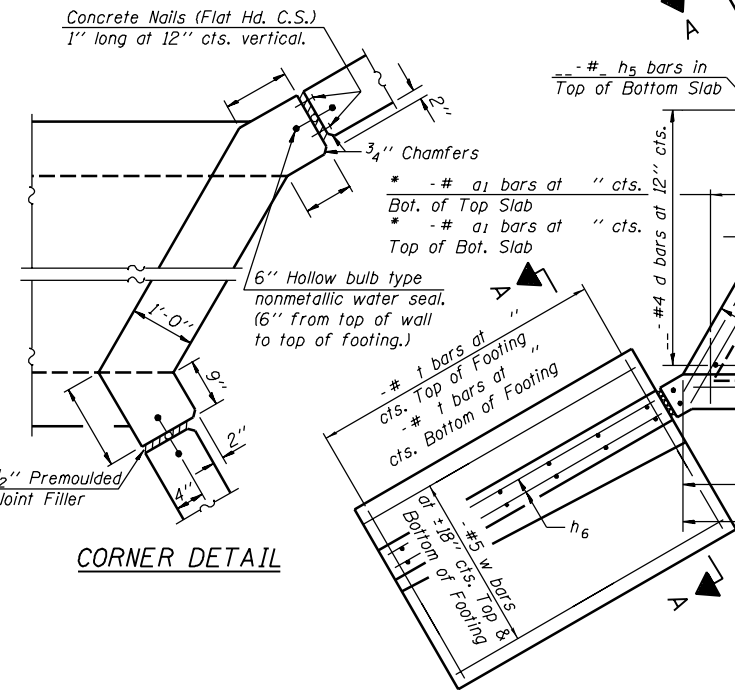 Concrete Nails (Flat Hd. C.S.)
1" long at 12" cts. vertical.
2"
3/4" Chamfers
A
__-#_ h5 bars in
Top of Bottom Slab
* -# a1 bars at " cts.
Bot. of Top Slab
* -# a1 bars at " cts.
Top of Bot. Slab
__-#4 d bars at 12" cts.
6" Hollow bulb type
nonmetallic water seal.
(6" from top of wall
to top of footing.)
1'-0"
A
-# t bars at "
cts. Top of Footing
-# t bars at "
cts. Bottom of Footing
9"
2"
4"
1/2" Premoulded
Joint Filler
h6
-#5 w bars
at ±18" cts. Top &
Bottom of Footing
A
CORNER DETAIL